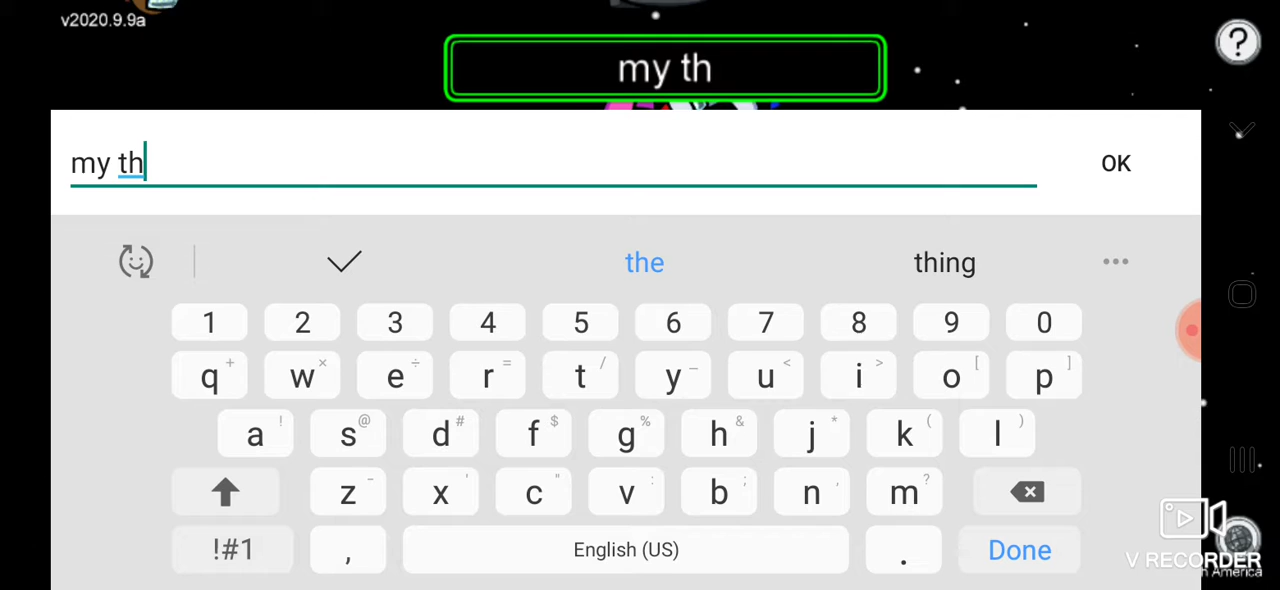 v2020.9.9a
my th
?
my th
OK
the thing
1 2 3 4 5 6 7 8 9 0
q + w × e ÷ r = t / y _ u < i > o [ p ]
a ! s @ d # f $ g % h & j * k ( l )
z - x ' c " v : b ; n , m ?
!#1 , English (US) . Done
V RECORDER
America